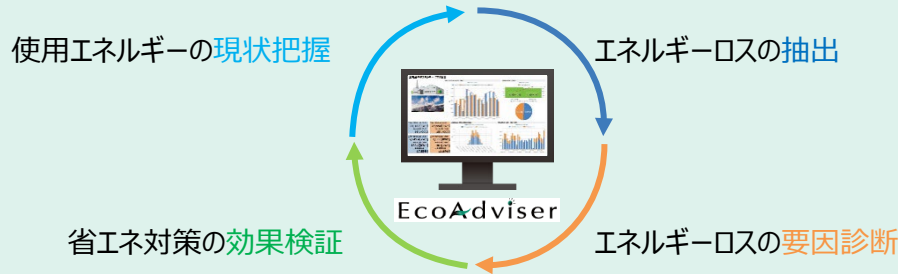 使用エネルギーの現状把握
エネルギーロスの抽出
EcoAdviser
省エネ対策の効果検証
エネルギーロスの要因診断